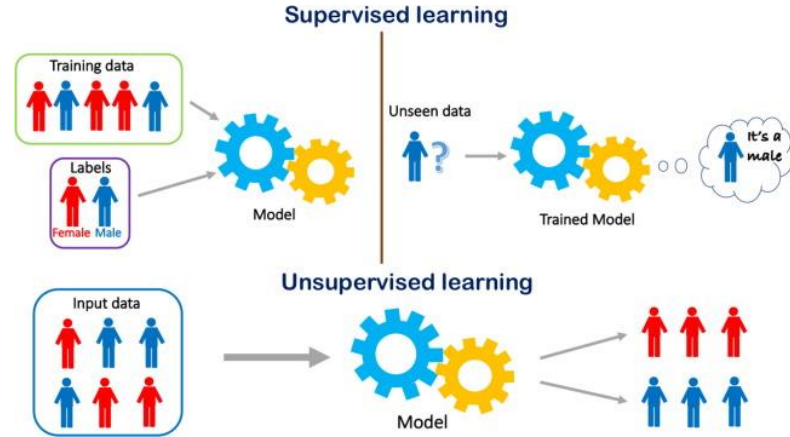 Supervised learning
Training data
Labels
Female Male
Model
Unseen data
?
Trained Model
It's a
male
Unsupervised learning
Input data
Model